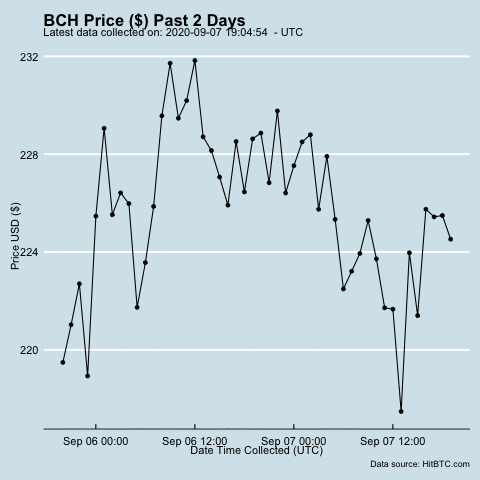 BCH Price ($) Past 2 Days
Latest data collected on: 2020-09-07 19:04:54 - UTC
232
228
224
220
Price USD ($)
Sep 06 00:00 Sep 06 12:00 Sep 07 00:00 Sep 07 12:00
Date Time Collected (UTC)
Data source: HitBTC.com